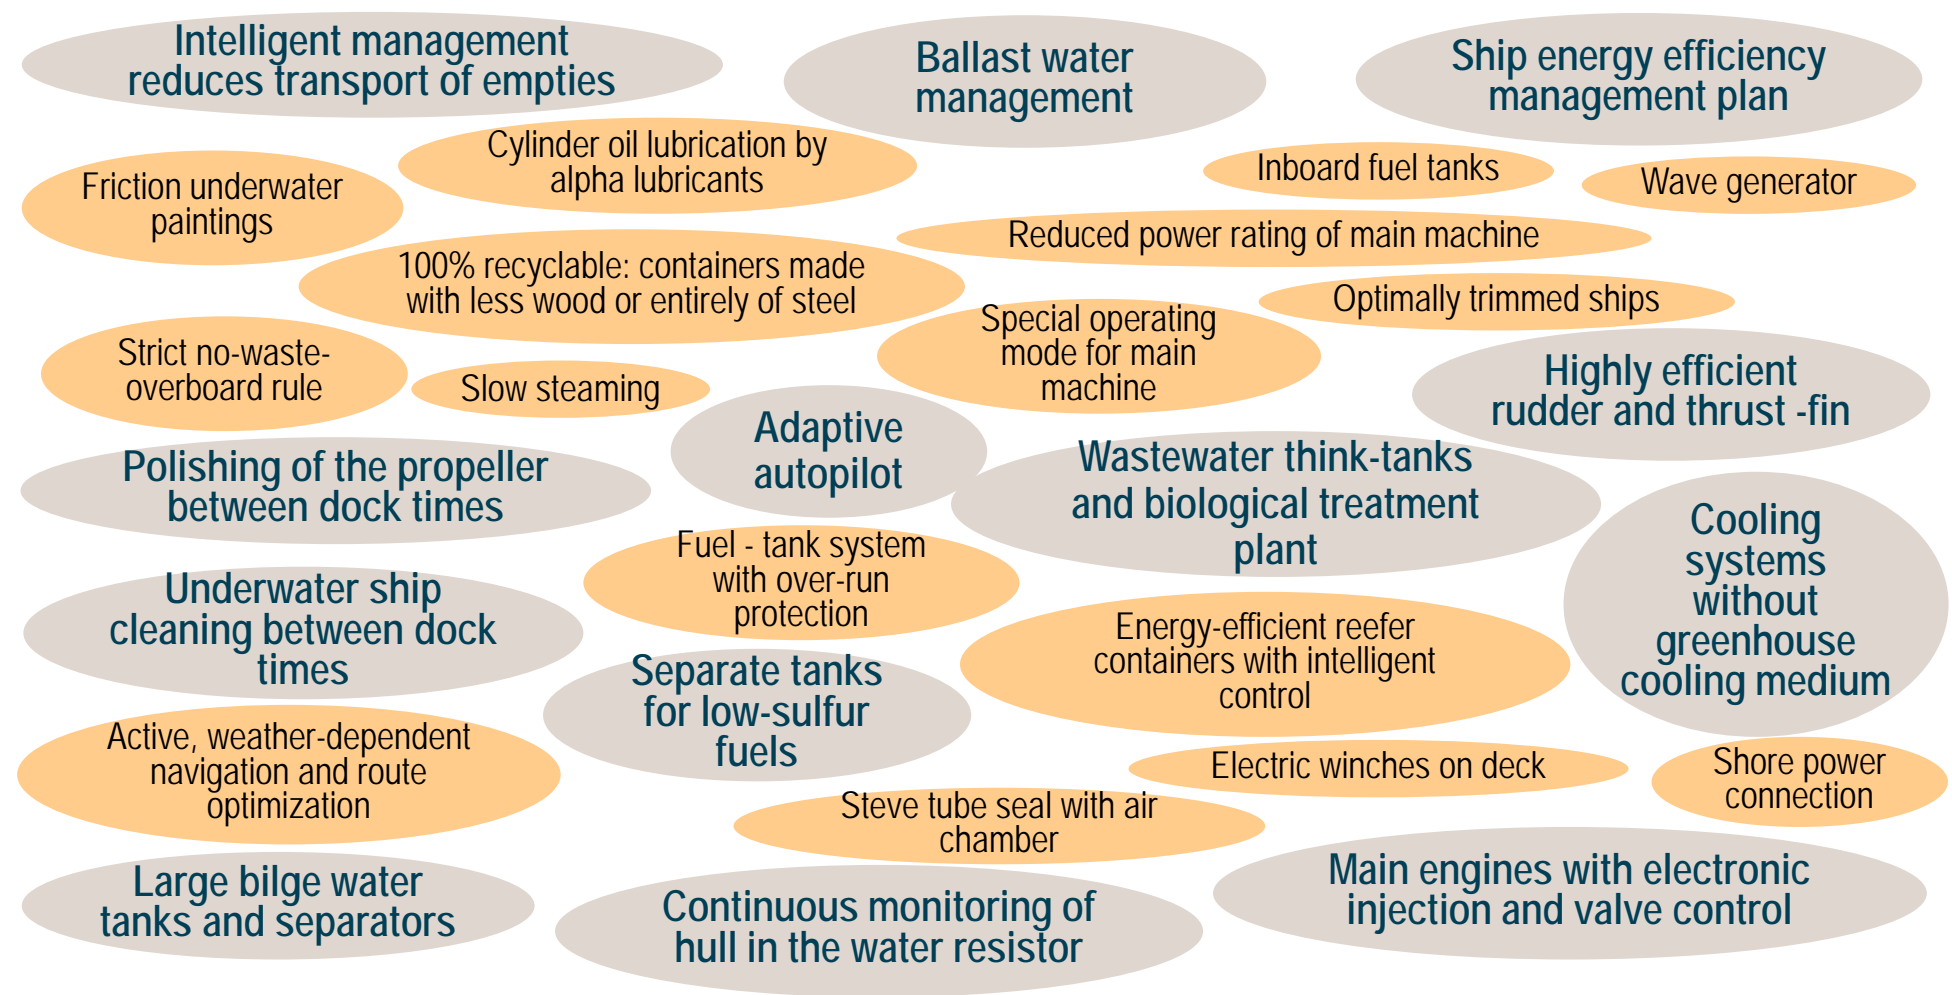 Intelligent management
reduces transport of empties
Ballast water
management
Ship energy efficiency
management plan
Cylinder oil lubrication by
alpha lubricants
Inboard fuel tanks
Wave generator
Friction underwater
paintings
Reduced power rating of main machine
100% recyclable: containers made
with less wood or entirely of steel
Optimally trimmed ships
Special operating
mode for main
machine
Strict no-waste-
overboard rule
Slow steaming
Highly efficient
rudder and thrust -fin
Adaptive
autopilot
Polishing of the propeller
between dock times
Wastewater think-tanks
and biological treatment
plant
Cooling
systems
without
greenhouse
cooling medium
Fuel - tank system
with over-run
protection
Underwater ship
cleaning between dock
times
Energy-efficient reefer
containers with intelligent
control
Separate tanks
for low-sulfur
fuels
Active, weather-dependent
navigation and route
optimization
Electric winches on deck
Shore power
connection
Steve tube seal with air
chamber
Large bilge water
tanks and separators
Continuous monitoring of
hull in the water resistor
Main engines with electronic
injection and valve control